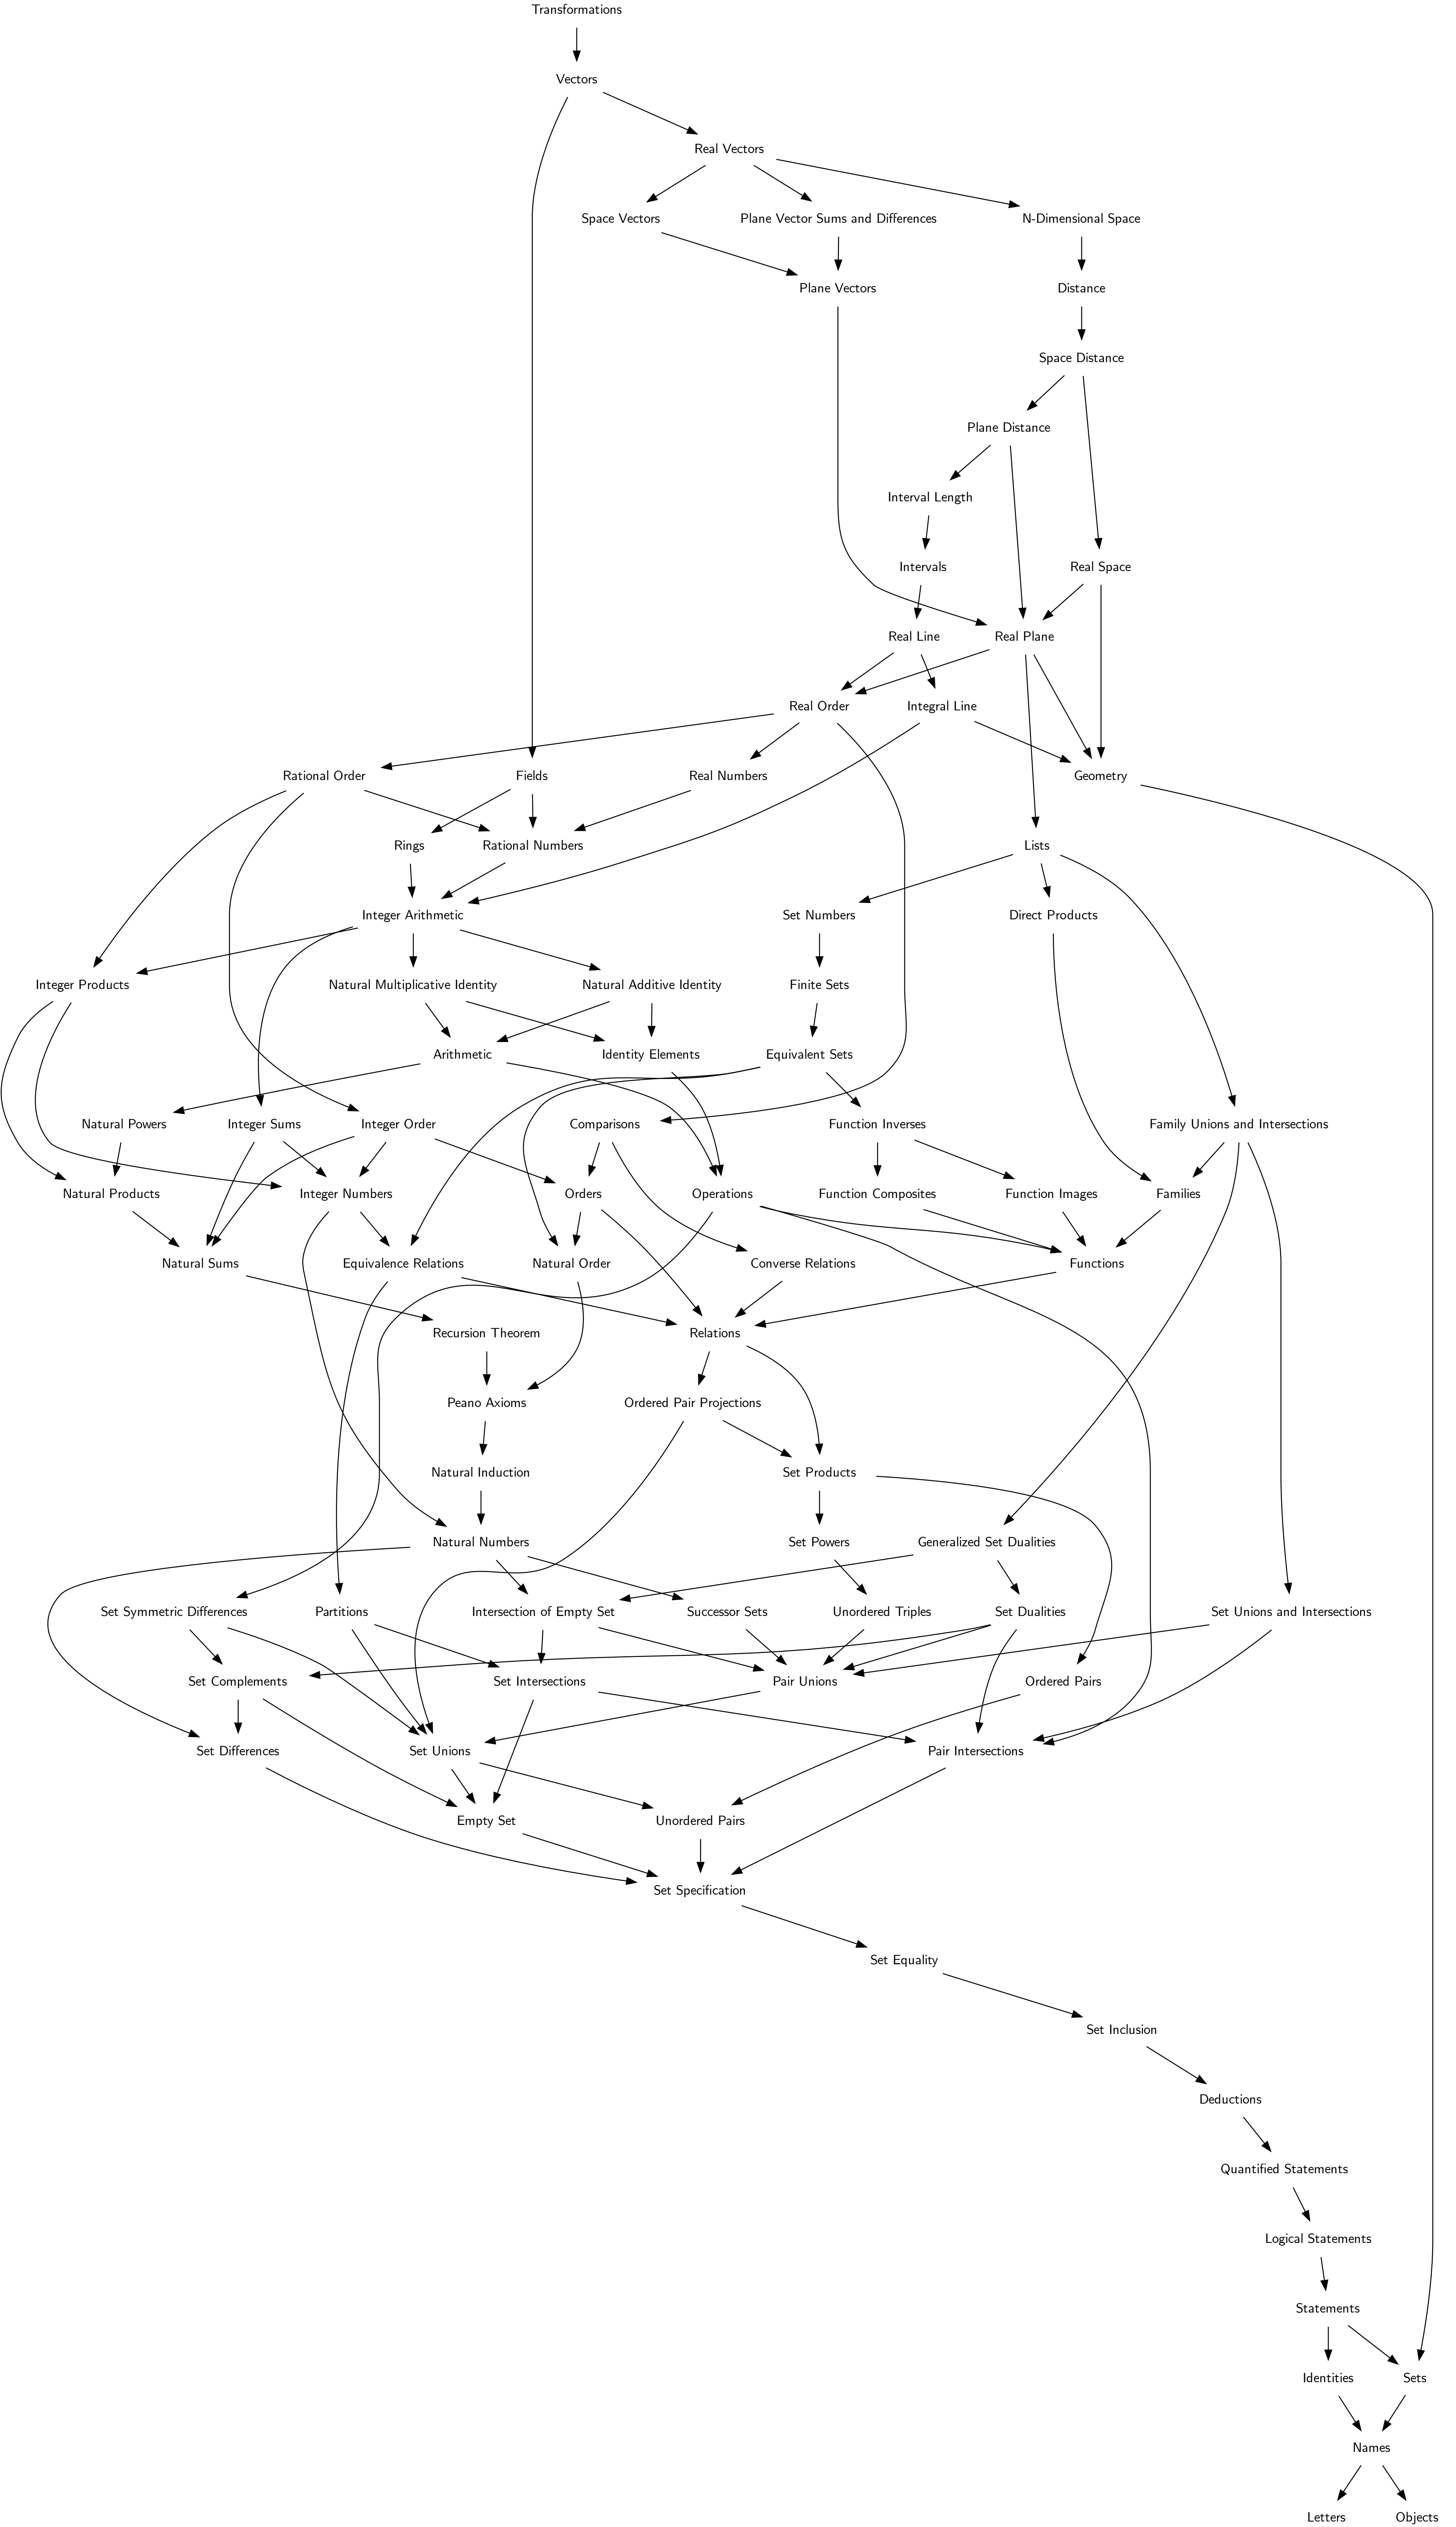 Transformations
Vectors
Real Vectors
Space Vectors
Plane Vector Sums and Differences
N-Dimensional Space
Plane Vectors
Distance
Space Distance
Plane Distance
Interval Length
Intervals
Real Space
Real Line
Real Plane
Real Order
Integral Line
Rational Order
Fields
Real Numbers
Geometry
Rings
Rational Numbers
Lists
Integer Arithmetic
Set Numbers
Direct Products
Integer Products
Natural Multiplicative Identity
Natural Additive Identity
Finite Sets
Arithmetic
Identity Elements
Equivalent Sets
Natural Powers
Integer Sums
Integer Order
Comparisons
Function Inverses
Family Unions and Intersections
Natural Products
Integer Numbers
Orders
Operations
Function Composites
Function Images
Families
Natural Sums
Equivalence Relations
Natural Order
Converse Relations
Functions
Recursion Theorem
Relations
Peano Axioms
Ordered Pair Projections
Natural Induction
Set Products
Natural Numbers
Set Powers
Generalized Set Dualities
Set Symmetric Differences
Partitions
Intersection of Empty Set
Successor Sets
Unordered Triples
Set Dualities
Set Unions and Intersections
Set Complements
Set Intersections
Pair Unions
Ordered Pairs
Set Differences
Set Unions
Pair Intersections
Empty Set
Unordered Pairs
Set Specification
Set Equality
Set Inclusion
Deductions
Quantified Statements
Logical Statements
Statements
Identities
Sets
Names
Letters
Objects